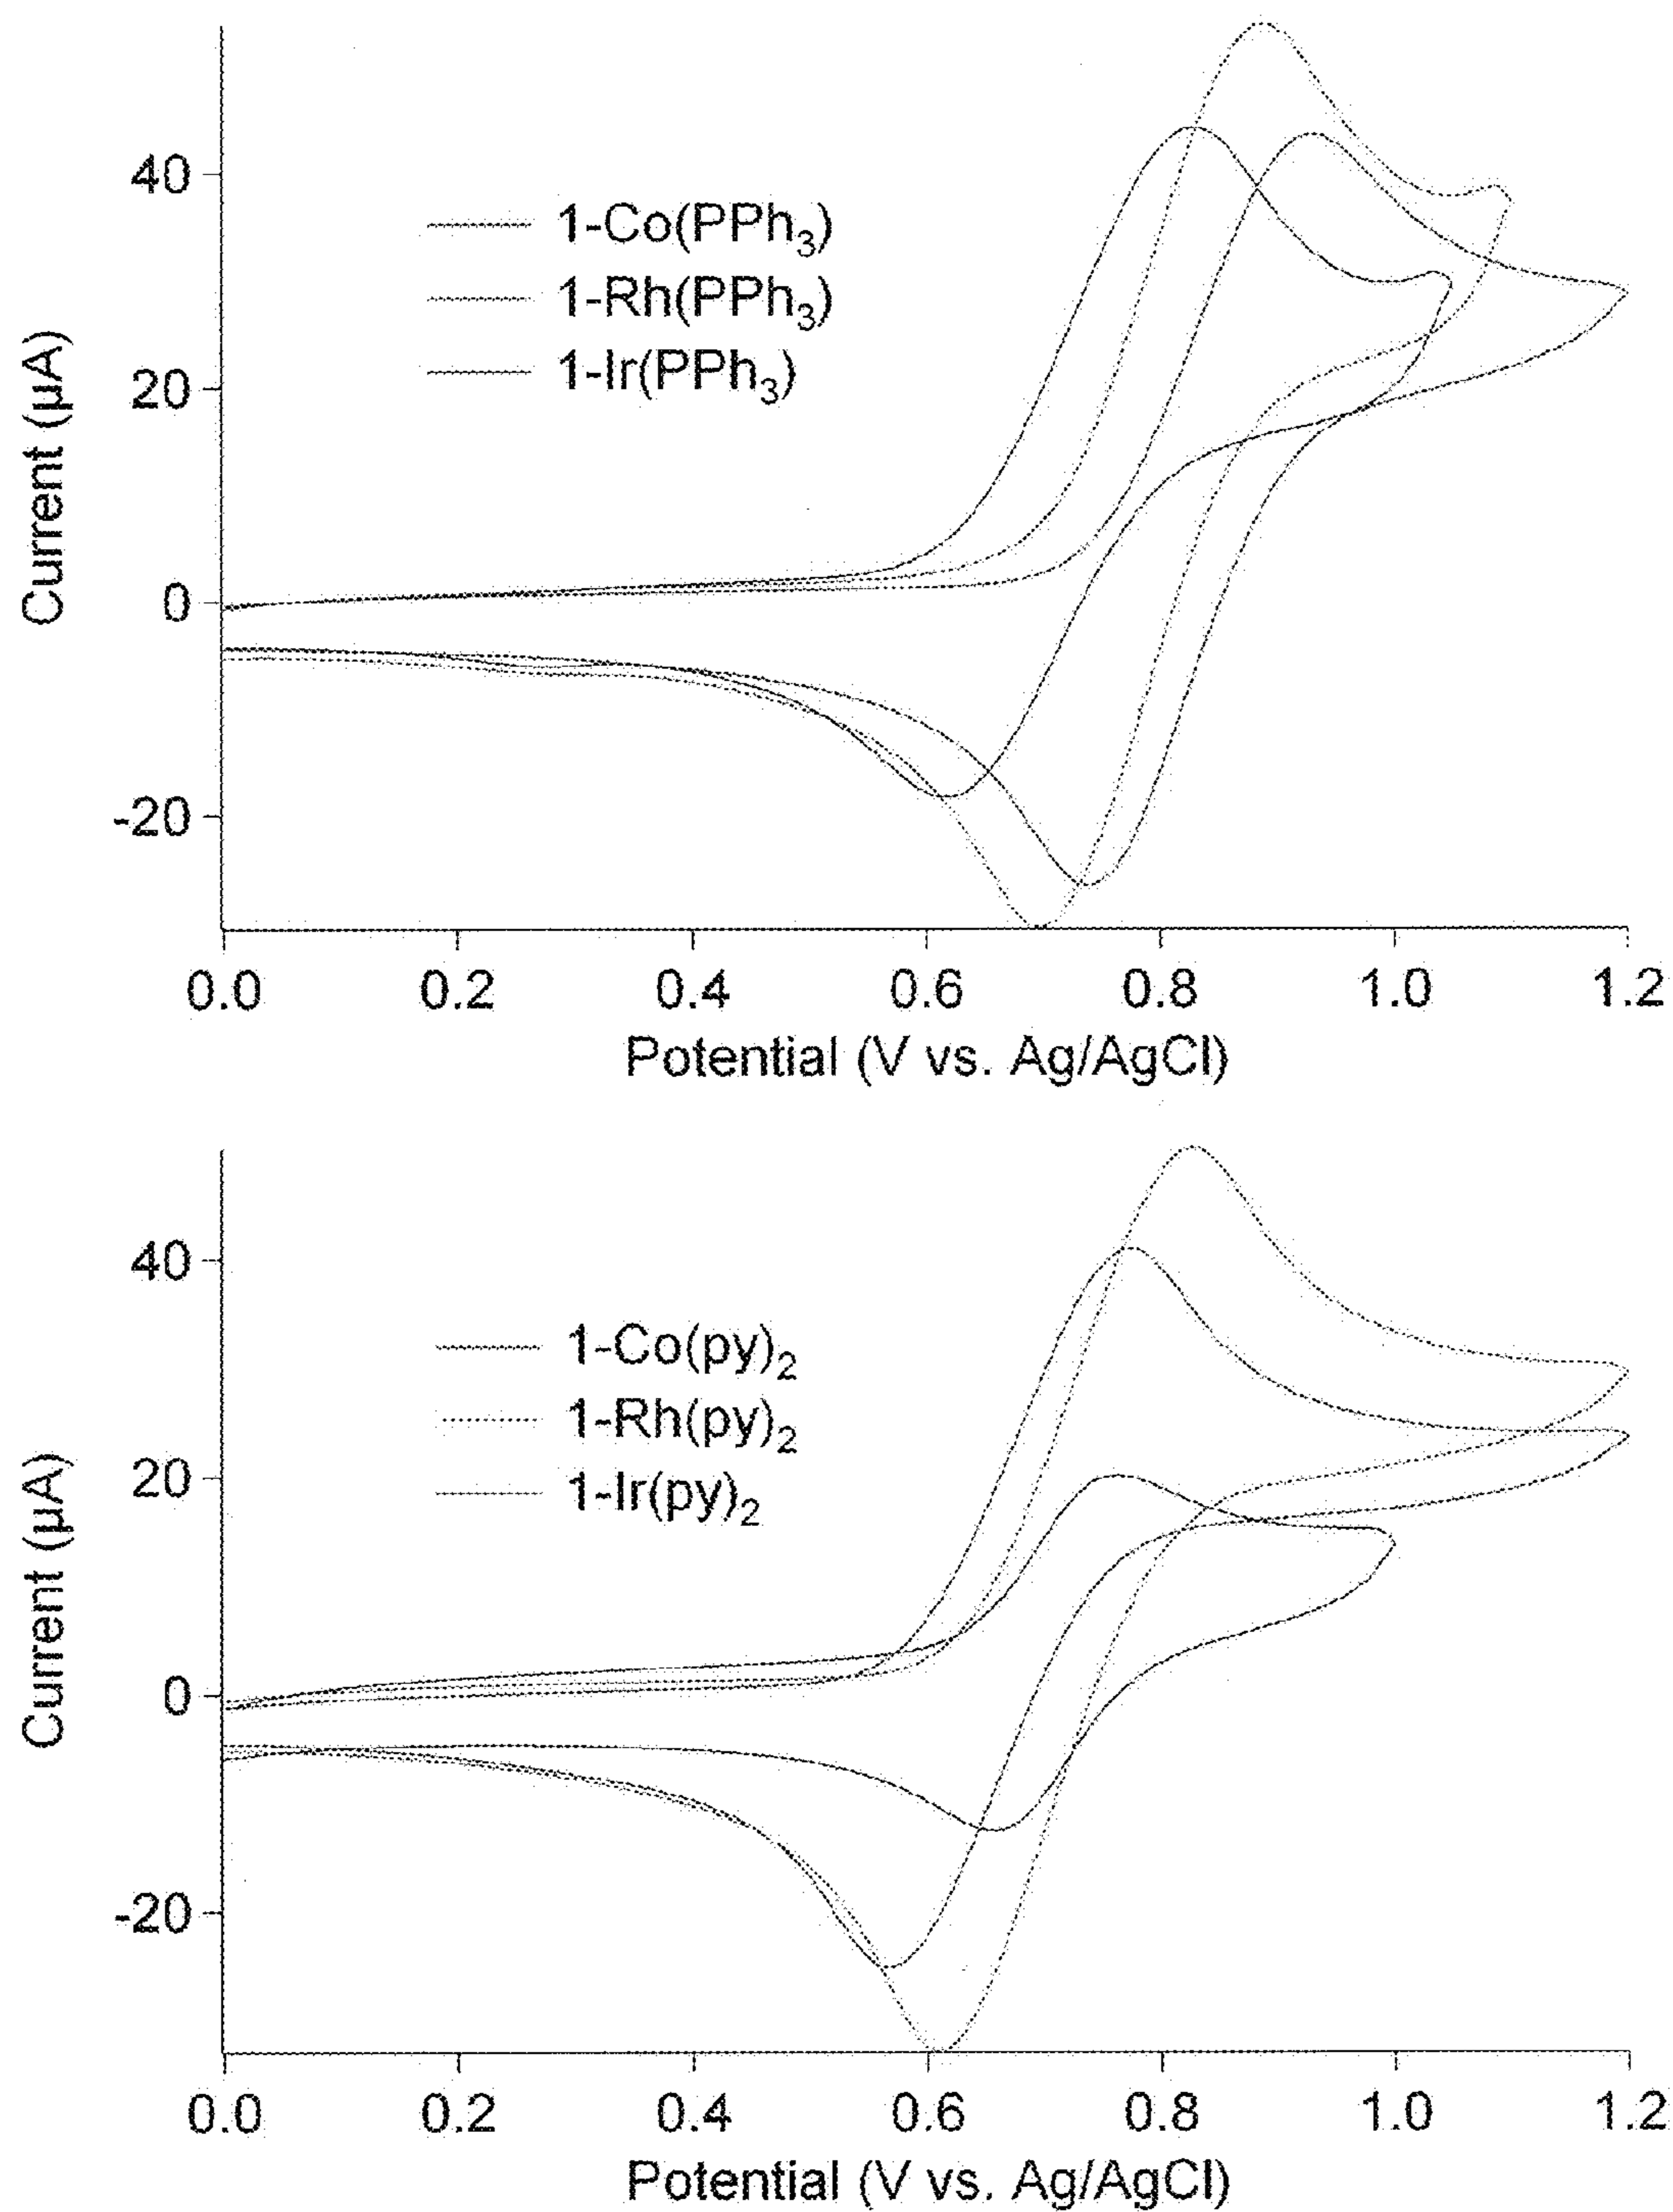 40
20
0
-20
Current (µA)
1-Co(PPh₃)
1-Rh(PPh₃)
1-Ir(PPh₃)
0.0 0.2 0.4 0.6 0.8 1.0 1.2
Potential (V vs. Ag/AgCl)
40
20
0
-20
Current (µA)
1-Co(py)₂
1-Rh(py)₂
1-Ir(py)₂
0.0 0.2 0.4 0.6 0.8 1.0 1.2
Potential (V vs. Ag/AgCl)